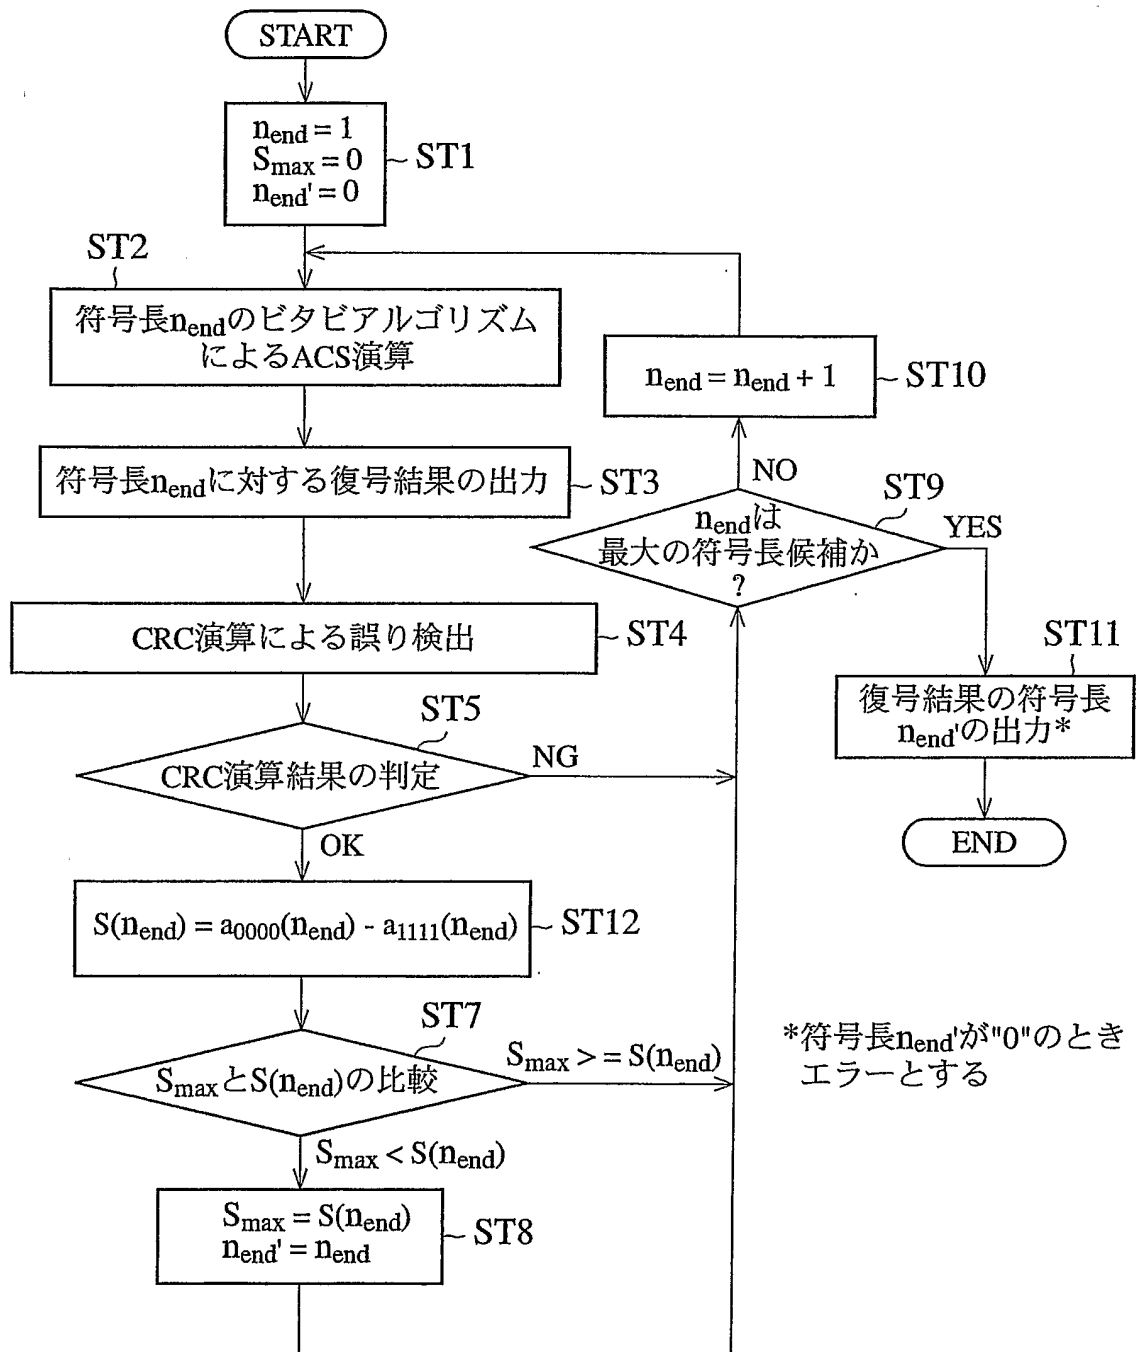 START
n_end = 1
S_max = 0
n_end' = 0
ST1
ST2
符号長n_endのビタビアルゴリズム
によるACS演算
n_end = n_end + 1
ST10
符号長n_endに対する復号結果の出力
ST3
NO
ST9
n_endは
最大の符号長候補か
?
YES
CRC演算による誤り検出
ST4
ST11
復号結果の符号長
n_end'の出力*
END
ST5
CRC演算結果の判定
NG
OK
S(n_end) = a_0000(n_end) - a_1111(n_end)
ST12
ST7
S_maxとS(n_end)の比較
S_max > = S(n_end)
*符号長n_end'が"0"のとき
エラーとする
S_max < S(n_end)
S_max = S(n_end)
n_end' = n_end
ST8